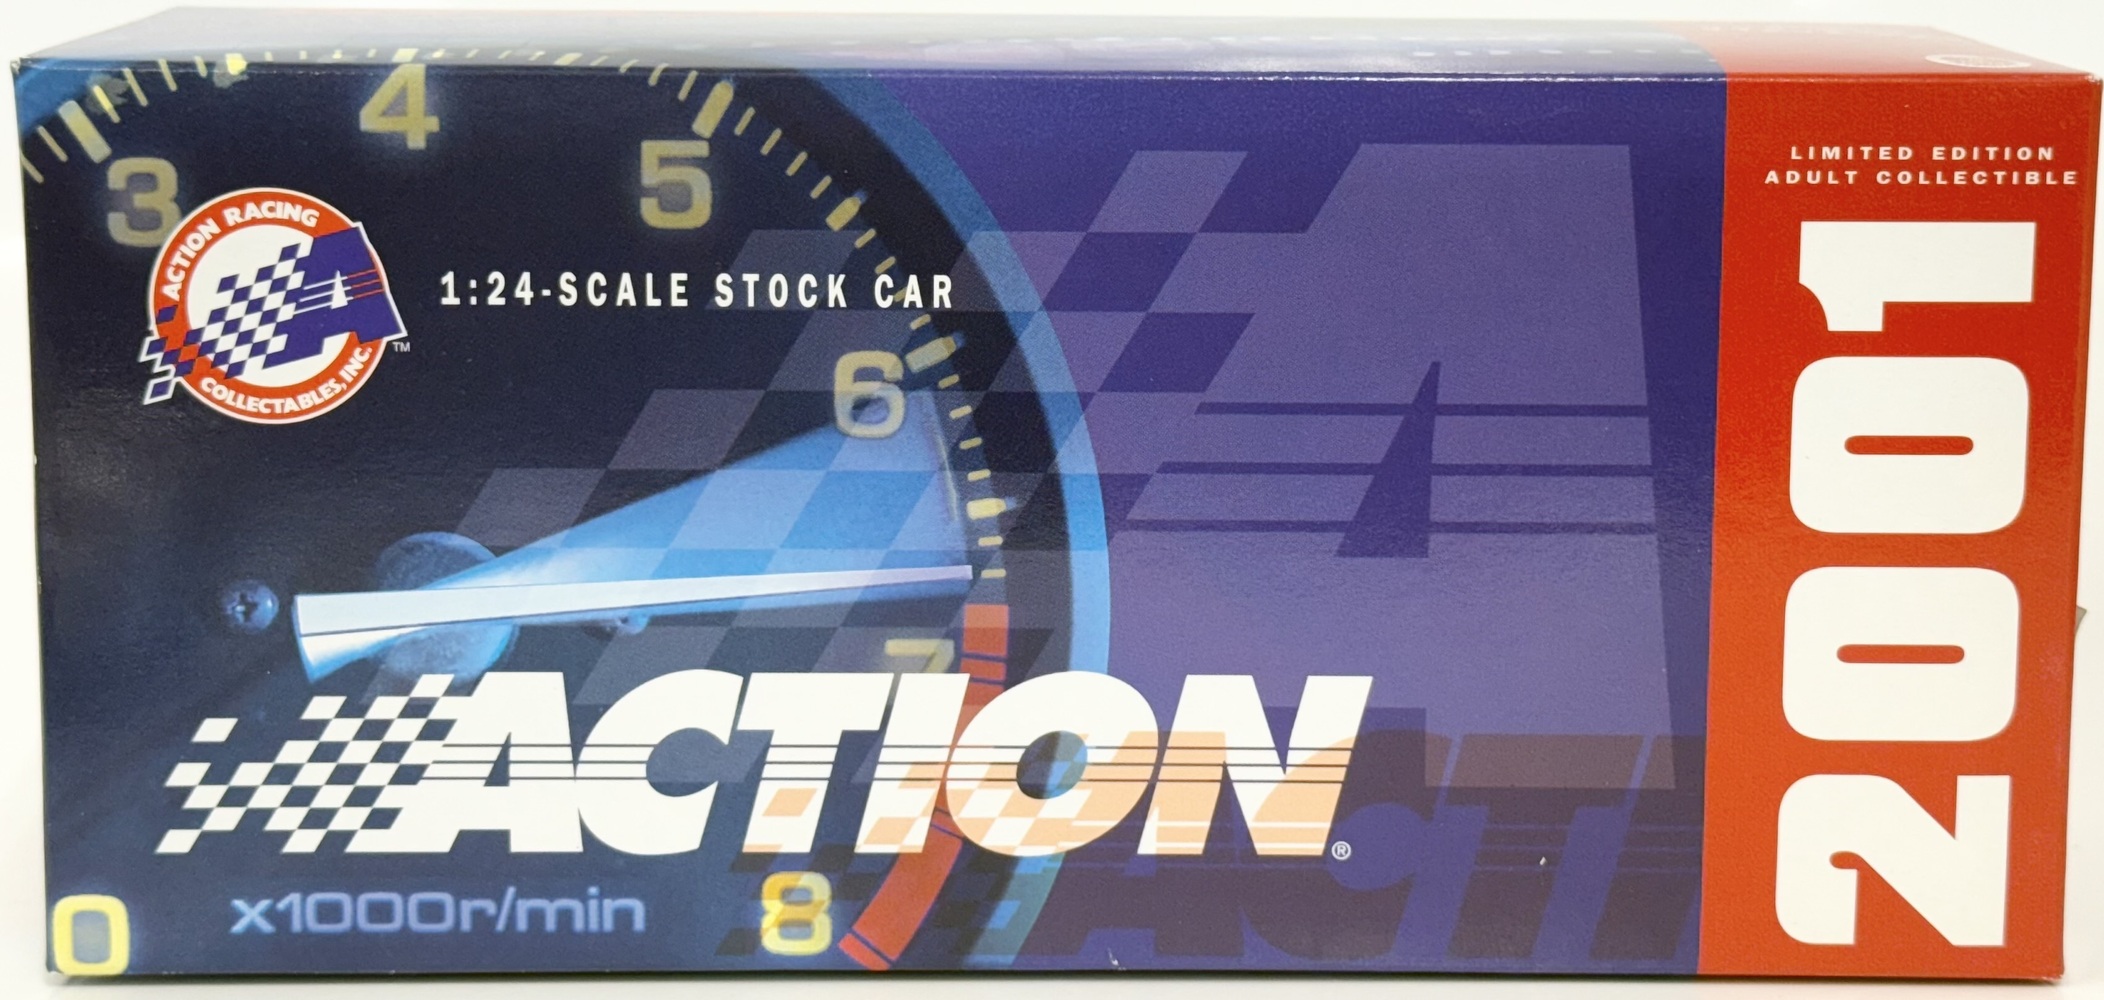 3
4
5
ACTION RACING
COLLECTABLES, INC.
TM
1:24-SCALE STOCK CAR
6
7
ACTION®
x1000r/min
8
0
LIMITED EDITION
ADULT COLLECTIBLE
2001